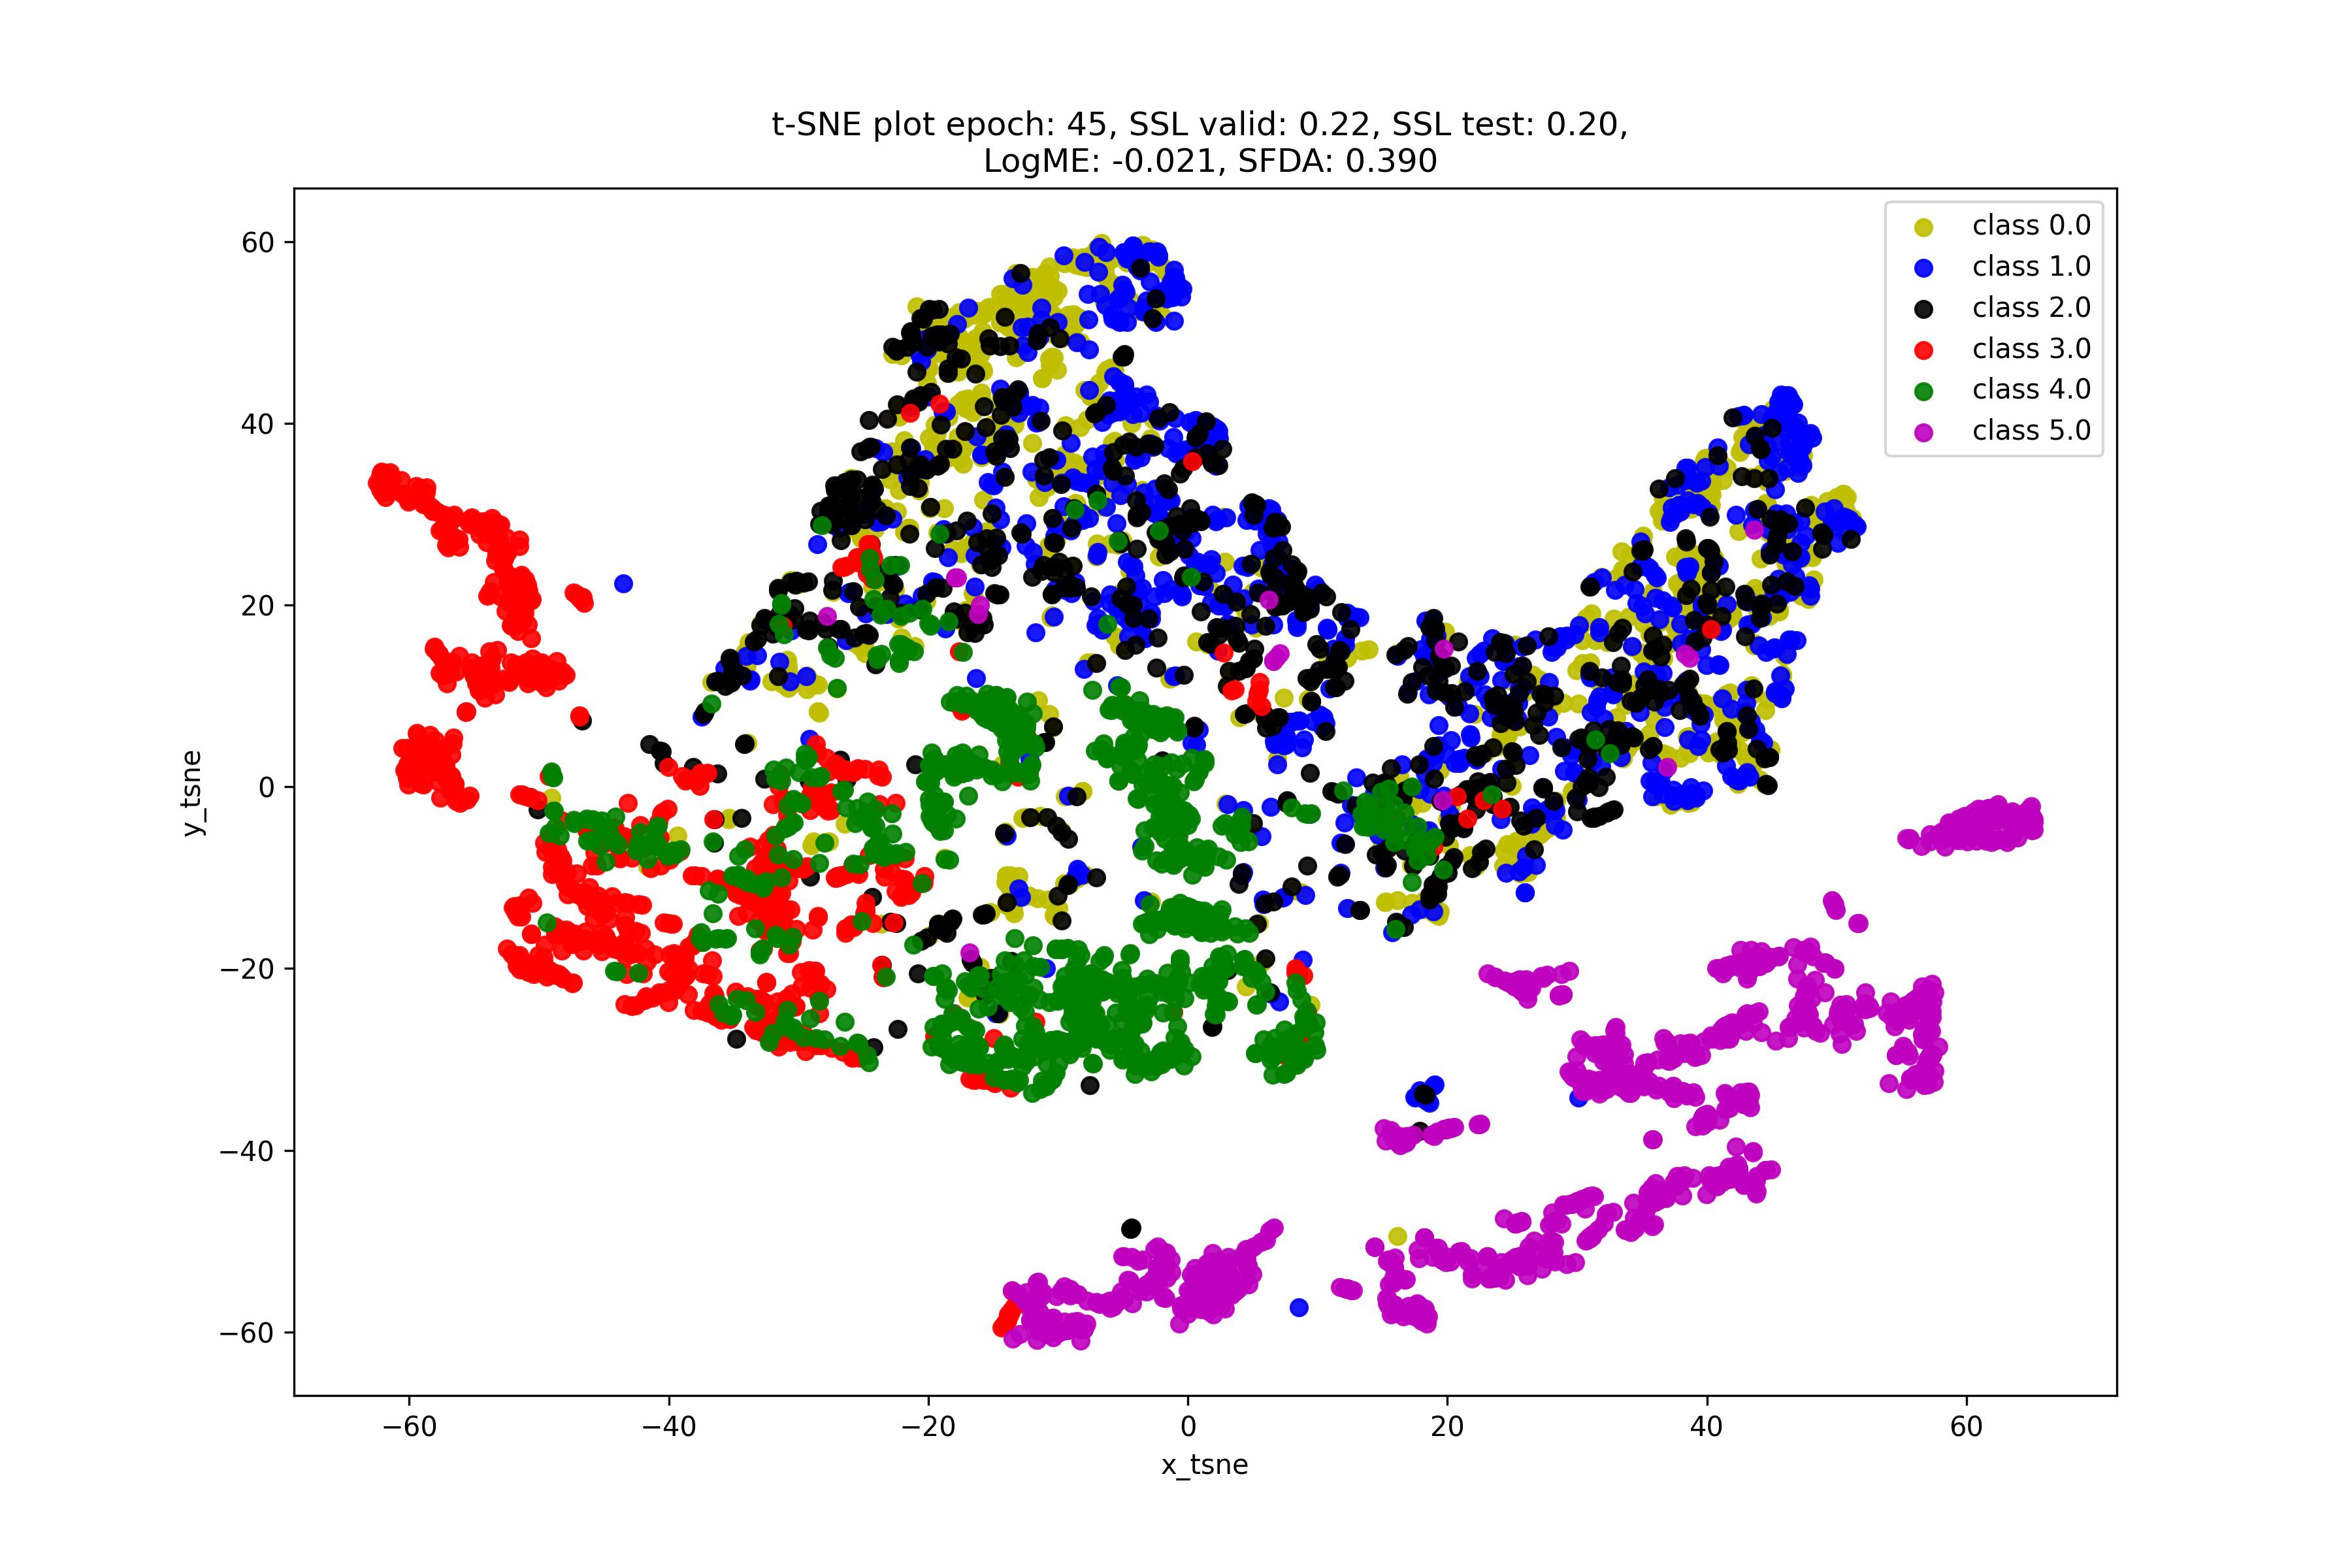 t-SNE plot epoch: 45, SSL valid: 0.22, SSL test: 0.20,
LogME: -0.021, SFDA: 0.390
class 0.0
class 1.0
class 2.0
class 3.0
class 4.0
class 5.0
60
40
20
0
−20
−40
−60
y_tsne
−60 −40 −20 0 20 40 60
x_tsne